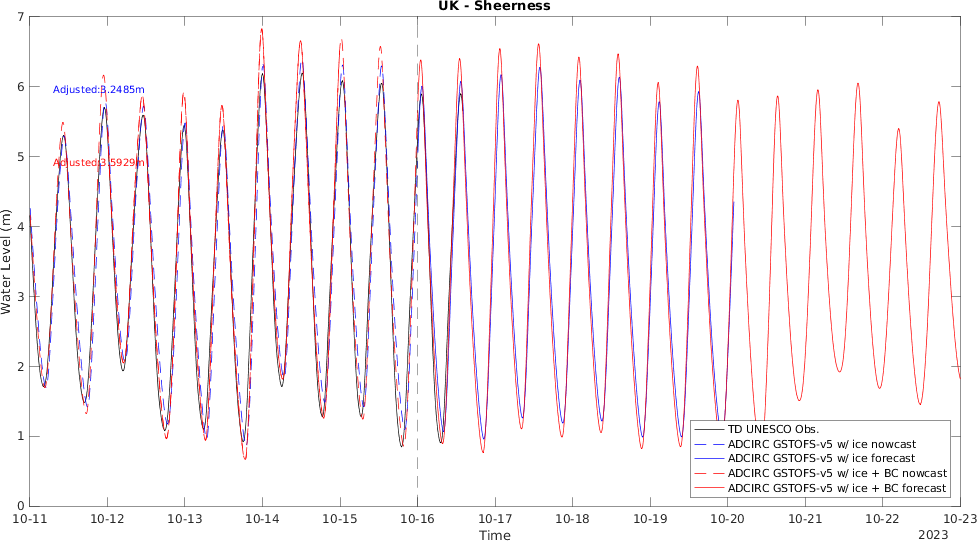 UK - Sheerness
7
6
5
4
3
2
1
0
Water Level (m)
Adjusted:3.2485m
Adjusted:3.5929m
TD UNESCO Obs.
ADCIRC GSTOFS-v5 w/ ice nowcast
ADCIRC GSTOFS-v5 w/ ice forecast
ADCIRC GSTOFS-v5 w/ ice + BC nowcast
ADCIRC GSTOFS-v5 w/ ice + BC forecast
10-11 10-12 10-13 10-14 10-15 10-16 10-17 10-18 10-19 10-20 10-21 10-22 10-23
Time
2023